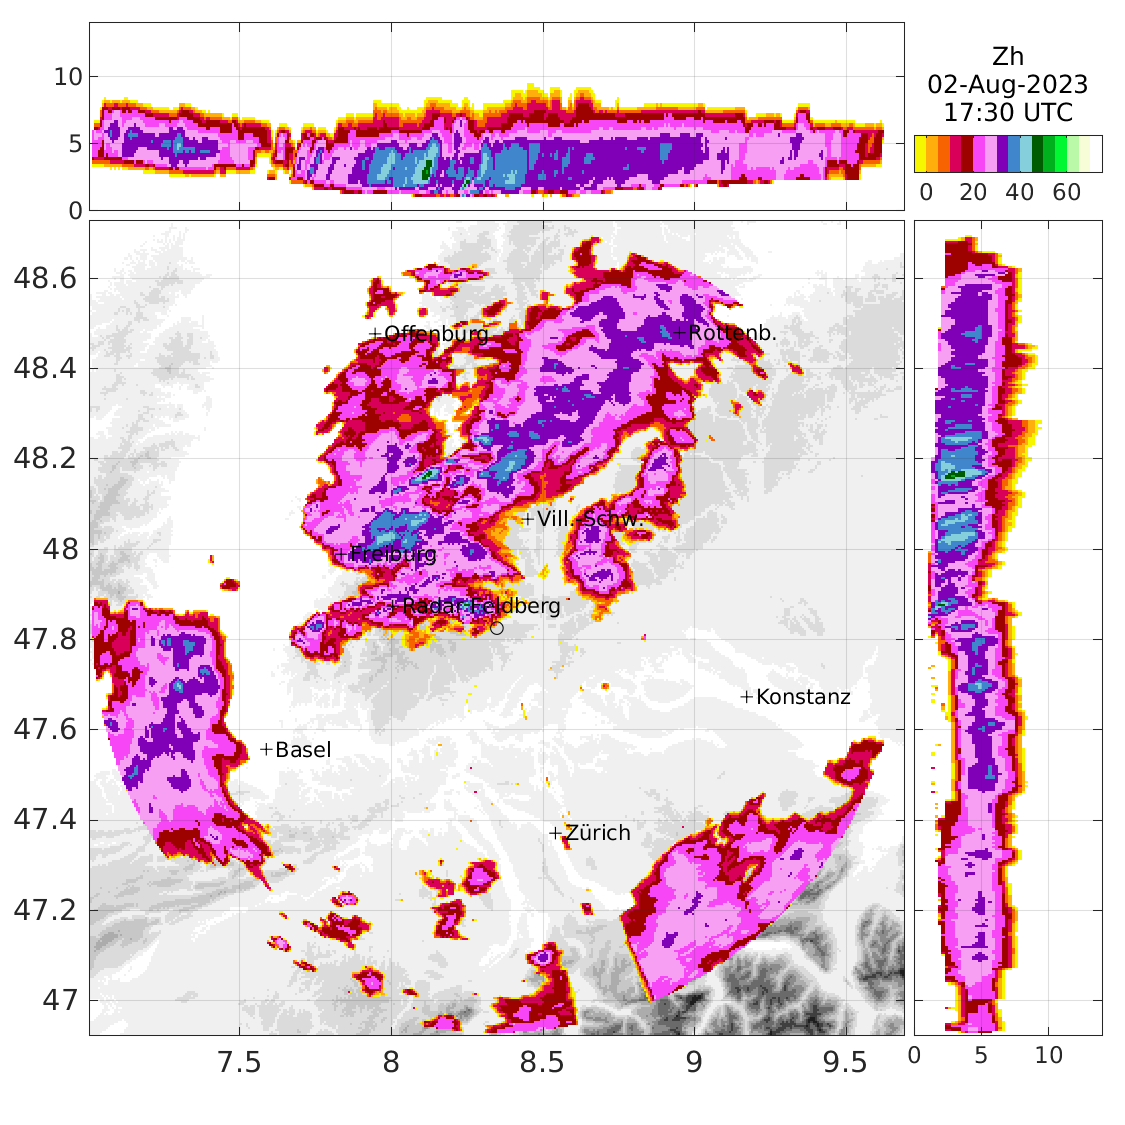 10
5
0
Zh
02-Aug-2023
17:30 UTC
0 20 40 60
48.6
48.4
48.2
48
47.8
47.6
47.4
47.2
47
Offenburg
Rottenb.
Vill.-Schw.
Freiburg
Radar Feldberg
Konstanz
Basel
Zürich
7.5 8 8.5 9 9.5
0 5 10